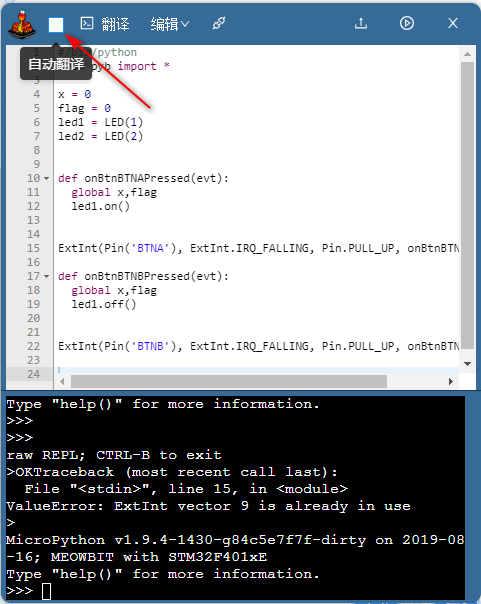 翻译 编辑
自动翻译
#/bin/python
pyb import *
x = 0
flag = 0
led1 = LED(1)
led2 = LED(2)
def onBtnBTNAPressed(evt):
global x,flag
led1.on()
ExtInt(Pin('BTNA'), ExtInt.IRQ_FALLING, Pin.PULL_UP, onBtnBTN
def onBtnBTNBPressed(evt):
global x,flag
led1.off()
ExtInt(Pin('BTNB'), ExtInt.IRQ_FALLING, Pin.PULL_UP, onBtnBTN
1
4
5
6
7
8
9
10
11
12
13
14
15
16
17
18
19
20
21
22
23
24
Type "help()" for more information.
>>>
>>>
raw REPL; CTRL-B to exit
>OKTraceback (most recent call last):
File "<stdin>", line 15, in <module>
ValueError: ExtInt vector 9 is already in use
>
MicroPython v1.9.4-1430-g84c5e7f7f-dirty on 2019-08
-16; MEOWBIT with STM32F401xE
Type "help()" for more information.
>>>